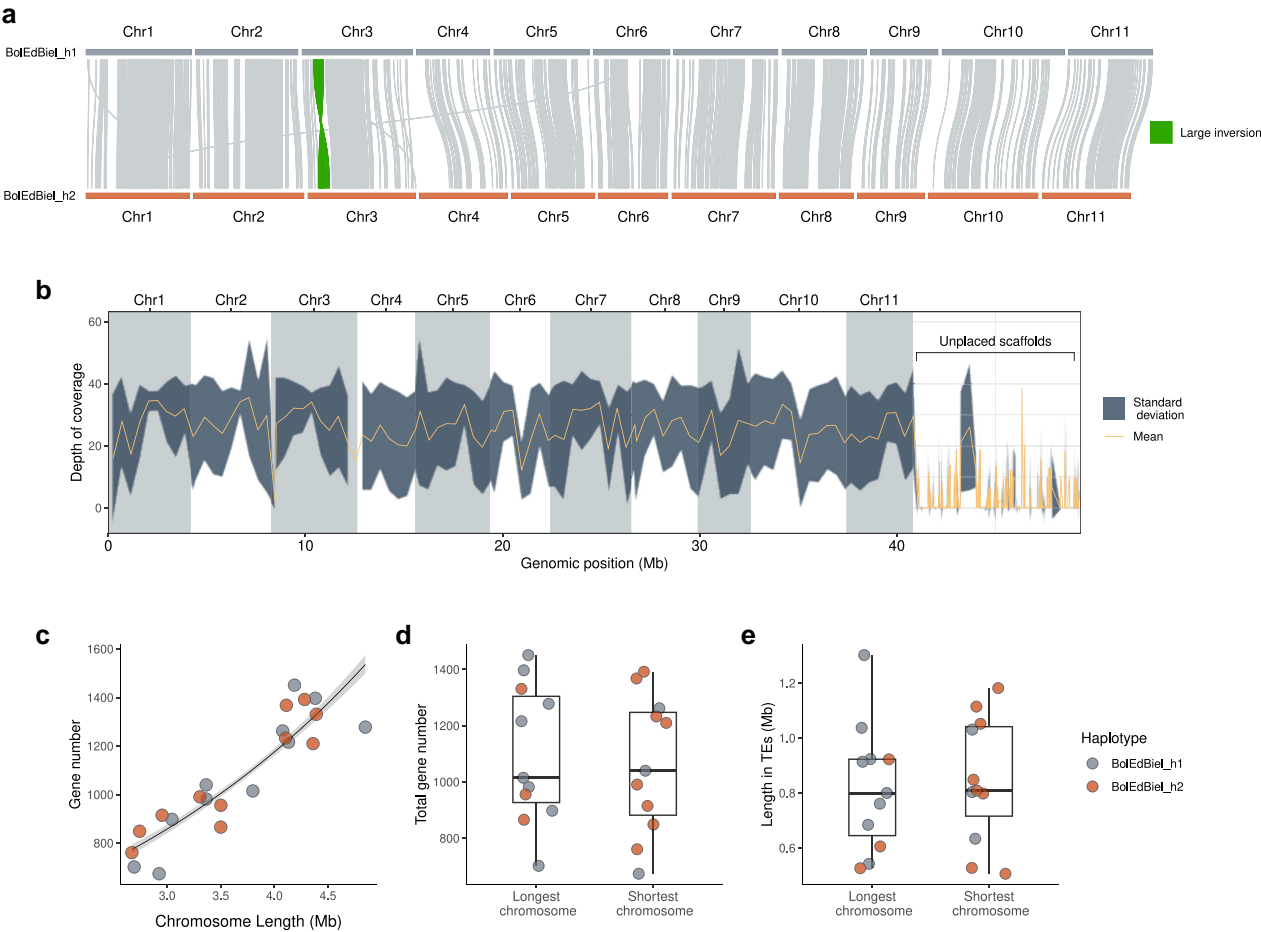 a
Chr1 Chr2 Chr3 Chr4 Chr5 Chr6 Chr7 Chr8 Chr9 Chr10 Chr11
BolEdBiel_h1
Large inversion
BolEdBiel_h2
Chr1 Chr2 Chr3 Chr4 Chr5 Chr6 Chr7 Chr8 Chr9 Chr10 Chr11
b
Chr1 Chr2 Chr3 Chr4 Chr5 Chr6 Chr7 Chr8 Chr9 Chr10 Chr11
60
40
20
0
Depth of coverage
Unplaced scaffolds
Standard
deviation
Mean
0 10 20 30 40
Genomic position (Mb)
c
1600
1400
1200
1000
800
Gene number
3.0 3.5 4.0 4.5
Chromosome Length (Mb)
d
1400
1200
1000
800
Total gene number
Longest
chromosome
Shortest
chromosome
e
1.2
1.0
0.8
0.6
Length in TEs (Mb)
Longest
chromosome
Shortest
chromosome
Haplotype
BolEdBiel_h1
BolEdBiel_h2